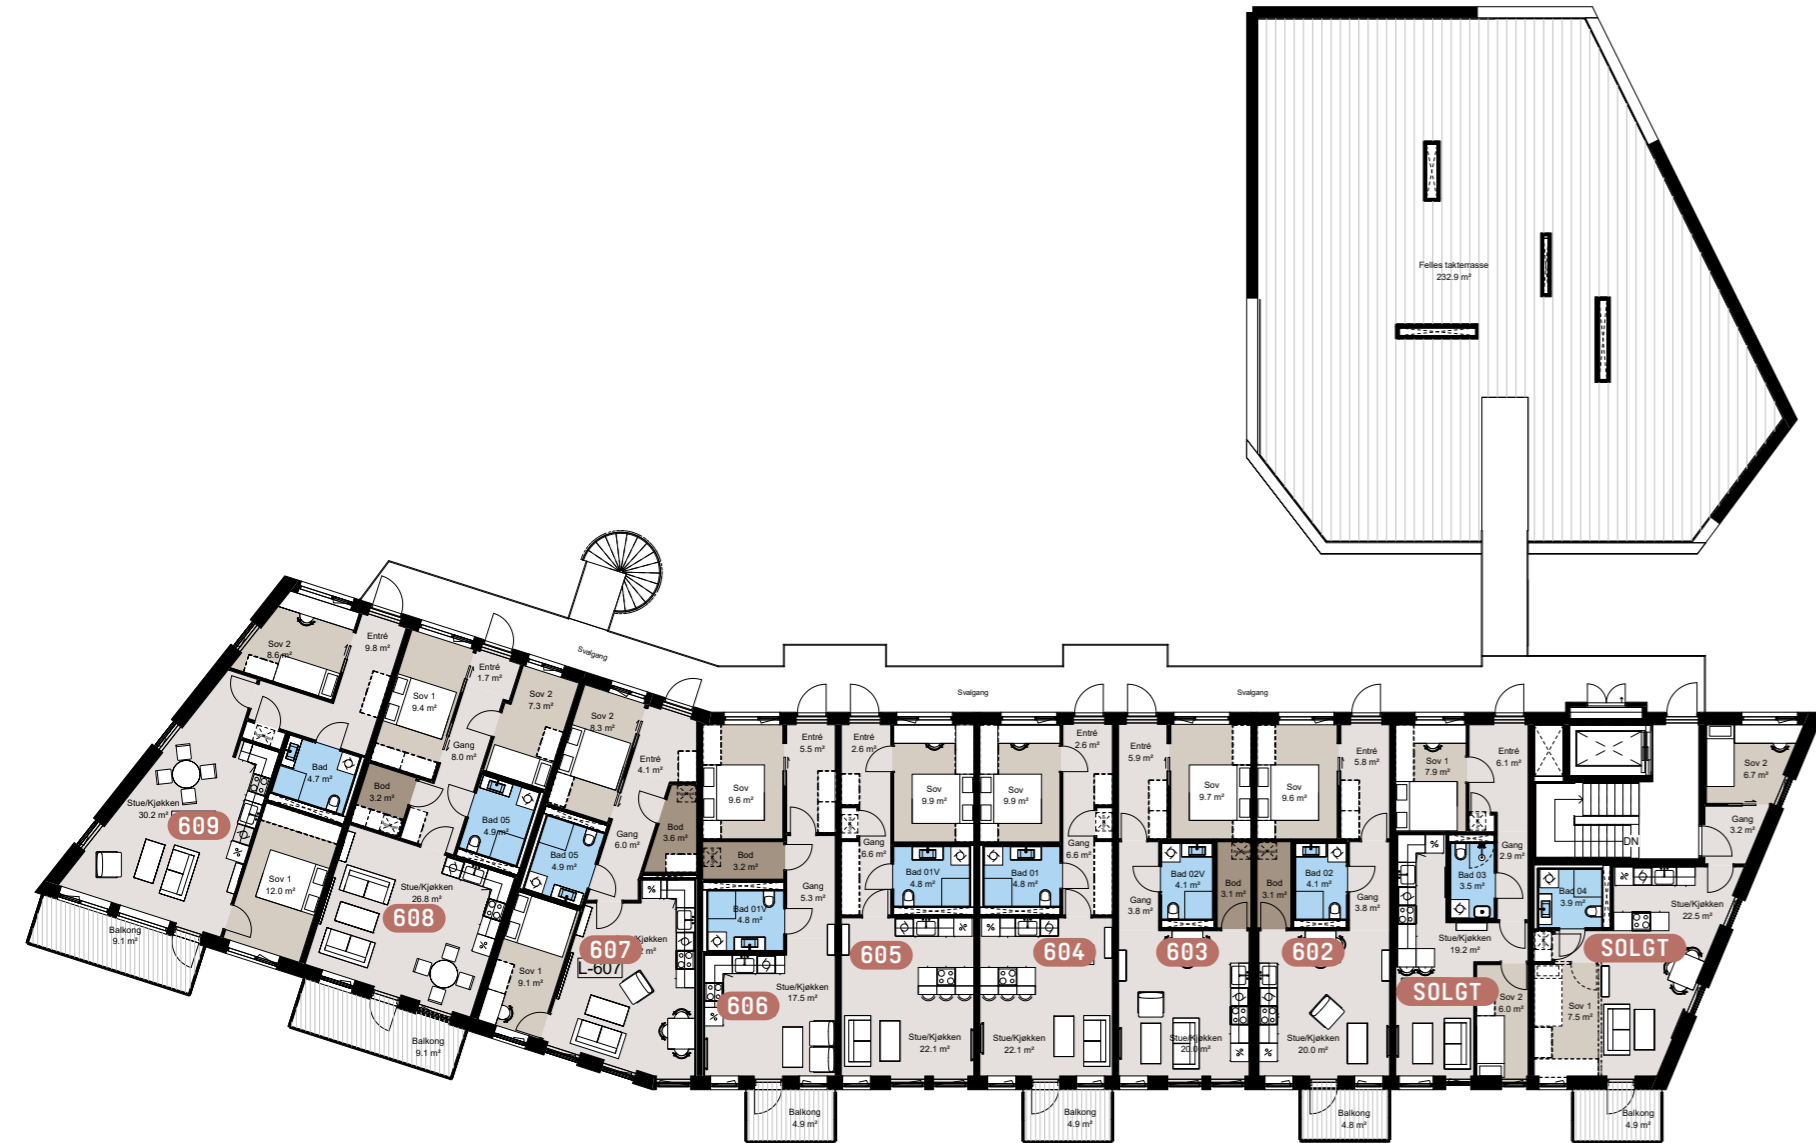 Felles takterrasse
232.9 m²
Svalgang
Svalgang
Svalgang
Sov 2
8.6 m²
Entré
9.8 m²
Bad
4.7 m²
Stue/Kjøkken
30.2 m²
609
Sov 1
12.0 m²
Balkong
9.1 m²
Sov 1
9.4 m²
Entré
1.7 m²
Sov 2
7.3 m²
Gang
8.0 m²
Bod
3.2 m²
Bad 05
4.9 m²
Stue/Kjøkken
26.8 m²
608
Balkong
9.1 m²
Sov 2
8.3 m²
Entré
4.1 m²
Bod
3.6 m²
Gang
6.0 m²
Bad 05
4.9 m²
607
Kjøkken
L-607
Sov 1
9.1 m²
Sov
9.6 m²
Entré
5.5 m²
Bod
3.2 m²
Bad 01V
4.8 m²
Gang
5.3 m²
Stue/Kjøkken
17.5 m²
606
Balkong
4.9 m²
Entré
2.6 m²
Sov
9.9 m²
Gang
6.6 m²
Bad 01V
4.8 m²
605
Stue/Kjøkken
22.1 m²
Sov
9.9 m²
Entré
2.6 m²
Gang
6.6 m²
Bad 01
4.8 m²
604
Stue/Kjøkken
22.1 m²
Balkong
4.9 m²
Entré
5.9 m²
Sov
9.7 m²
Bad 02V
4.1 m²
Bod
3.1 m²
Gang
3.8 m²
603
Stue/Kjøkken
20.0 m²
Sov
9.6 m²
Entré
5.8 m²
Bod
3.1 m²
Bad 02
4.1 m²
Gang
3.8 m²
602
Stue/Kjøkken
20.0 m²
Balkong
4.8 m²
Sov 1
7.9 m²
Entré
6.1 m²
Bad 03
3.5 m²
Gang
2.9 m²
Stue/Kjøkken
19.2 m²
SOLGT
Sov 2
6.0 m²
DN
Sov 2
6.7 m²
Gang
3.2 m²
Bad 04
3.9 m²
Stue/Kjøkken
22.5 m²
SOLGT
Sov 1
7.5 m²
Balkong
4.9 m²